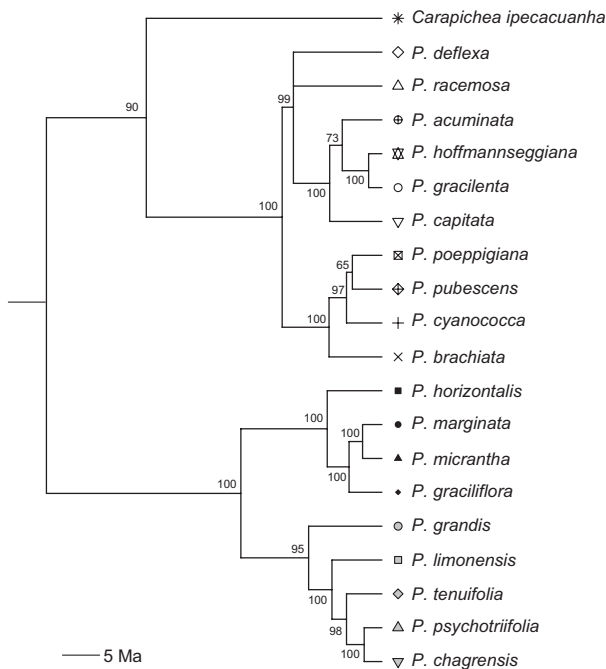 Carapichea ipecacuanha
90
P. deflexa
99
P. racemosa
P. acuminata
73
P. hoffmannseggiana
100
P. gracilenta
100
P. capitata
100
P. poeppigiana
65
P. pubescens
97
P. cyanococca
100
P. brachiata
P. horizontalis
100
P. marginata
100
P. micrantha
100
P. graciliflora
100
P. grandis
95
P. limonensis
100
P. tenuifolia
98
P. psychotriifolia
100
P. chagrensis
5 Ma